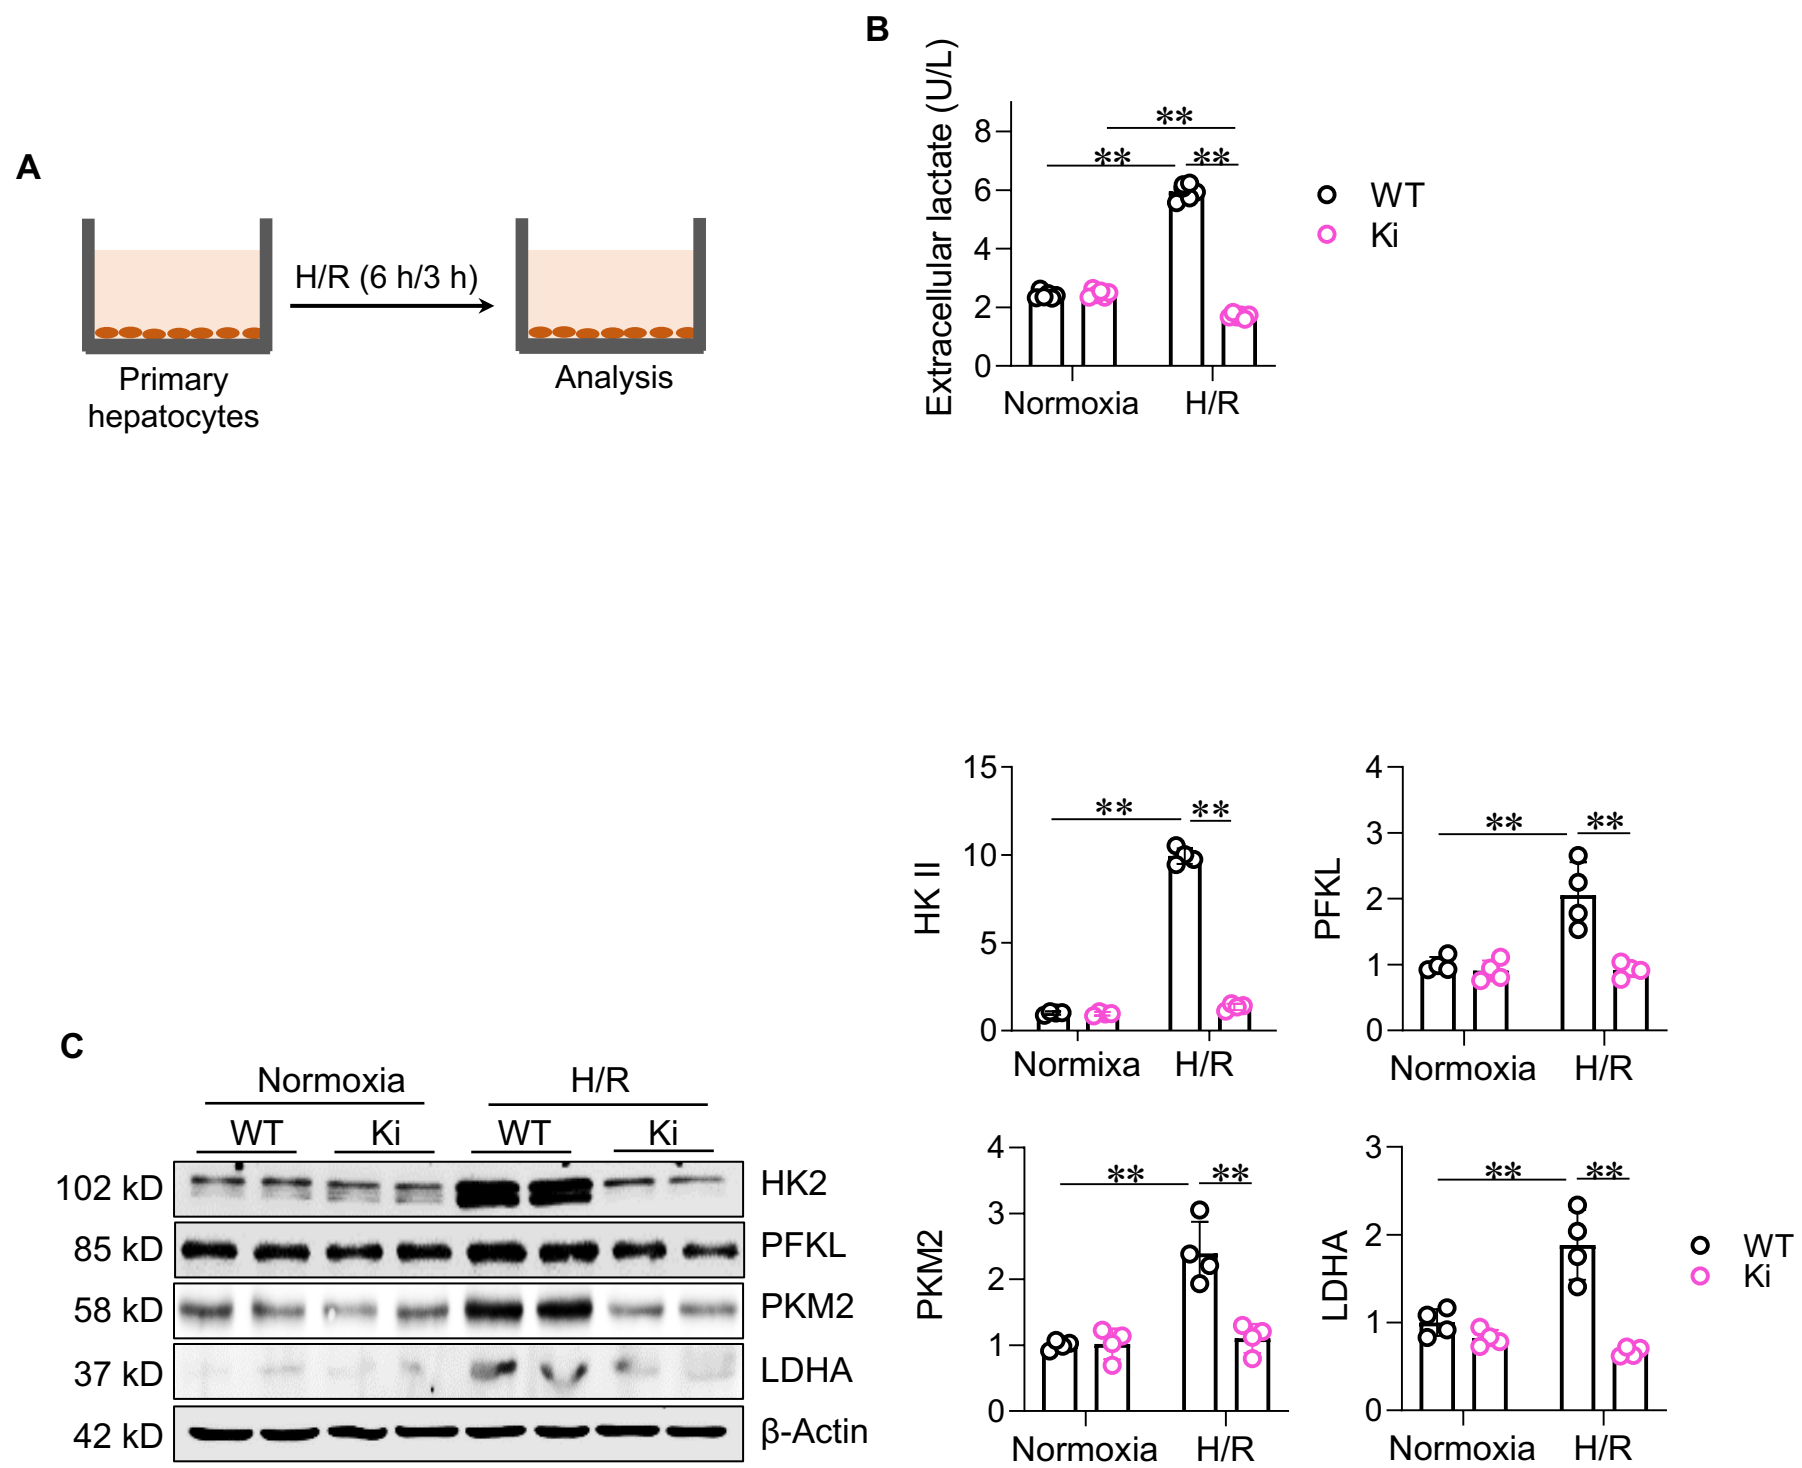 A
H/R (6 h/3 h)
Primary
hepatocytes
Analysis
B
Extracellular lactate (U/L)
8
6
4
2
0
**
** **
Normoxia H/R
WT
Ki
C
Normoxia H/R
WT Ki WT Ki
102 kD HK2
85 kD PFKL
58 kD PKM2
37 kD LDHA
42 kD β-Actin
HK II
15
10
5
0
** **
Normixa H/R
PFKL
4
3
2
1
0
** **
Normoxia H/R
PKM2
4
3
2
1
0
** **
Normoxia H/R
LDHA
3
2
1
0
** **
Normoxia H/R
WT
Ki